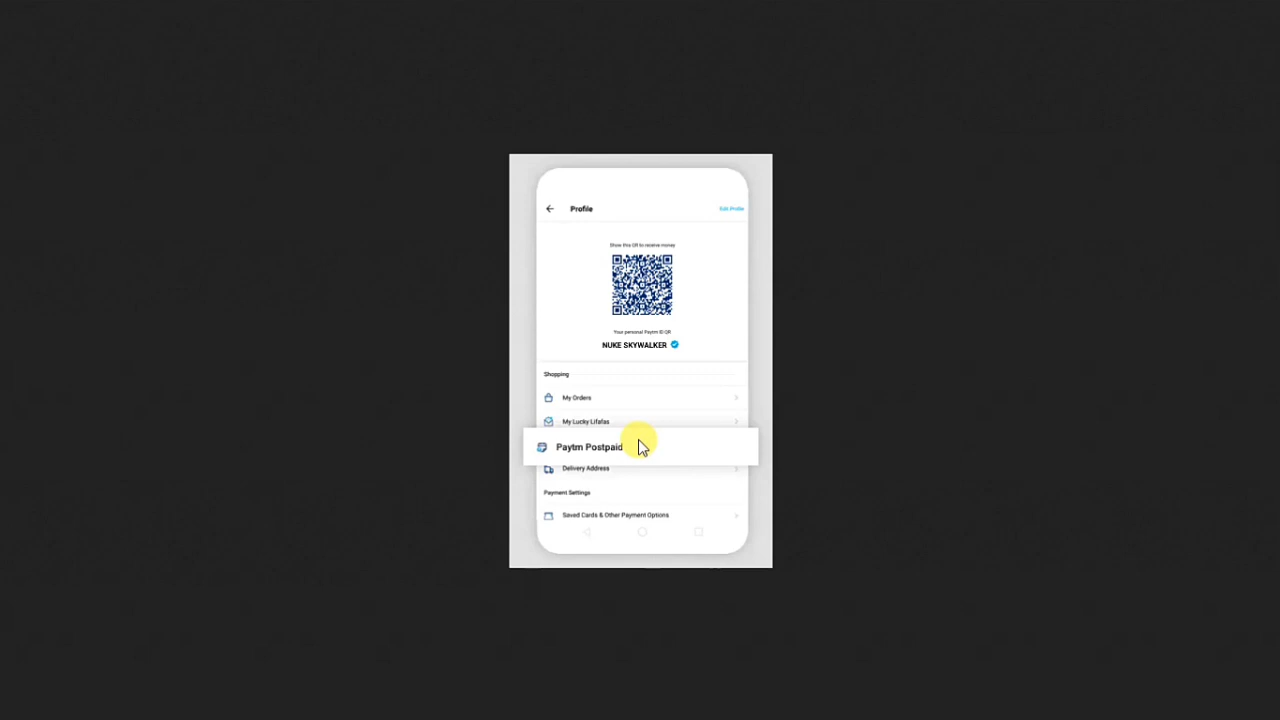 Profile
Edit Profile
Show this QR to receive money
Your personal Paytm ID QR
NUKE SKYWALKER
Shopping
My Orders
My Lucky Lifafas
Paytm Postpaid
Delivery Address
Payment Settings
Saved Cards & Other Payment Options